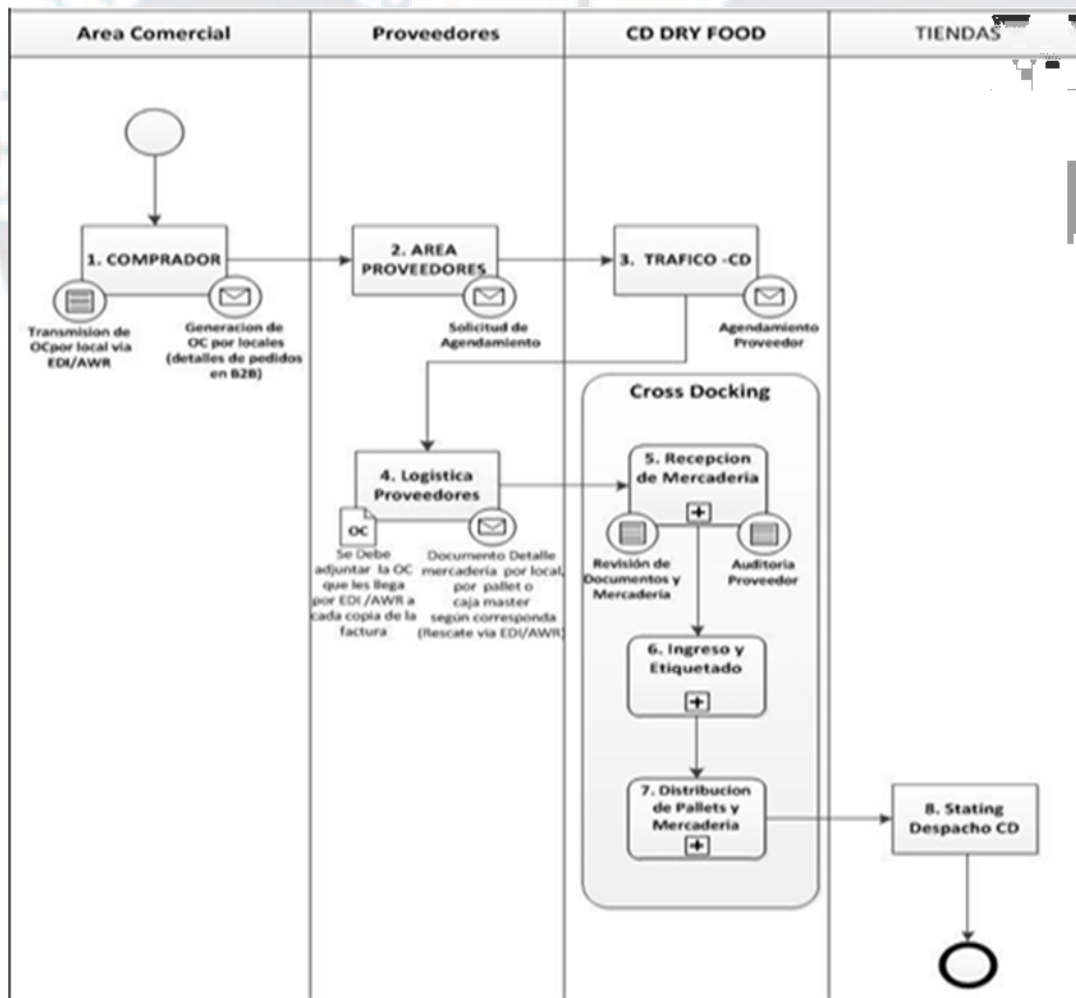 Area Comercial
Proveedores
CD DRY FOOD
TIENDAS
1. COMPRADOR
Transmision de
OCpor local via
EDI/AWR
Generacion de
OC por locales
(detalles de pedidos
en B2B)
2. AREA
PROVEEDORES
Solicitud de
Agendamiento
3. TRAFICO -CD
Agendamiento
Proveedor
4. Logistica
Proveedores
OC
Se Debe
adjuntar la OC
que les llega
por EDI /AWR a
cada copia de la
factura
Documento Detalle
mercaderia por local,
por pallet o
caja master
según corresponda
(Rescate via EDI/AWR)
Cross Docking
5. Recepcion
de Mercaderia
Revisión de
Documentos y
Mercaderia
Auditoria
Proveedor
6. Ingreso y
Etiquetado
7. Distribucion
de Pallets y
Mercaderia
8. Stating
Despacho CD